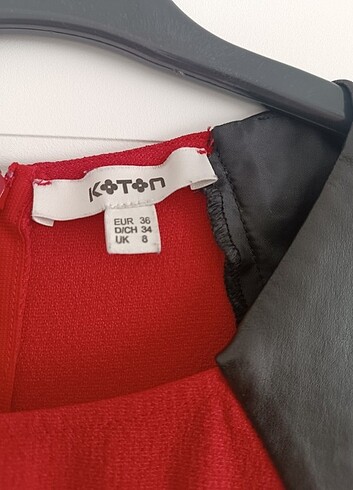 KOTON
EUR 36
D/CH 34
UK 8